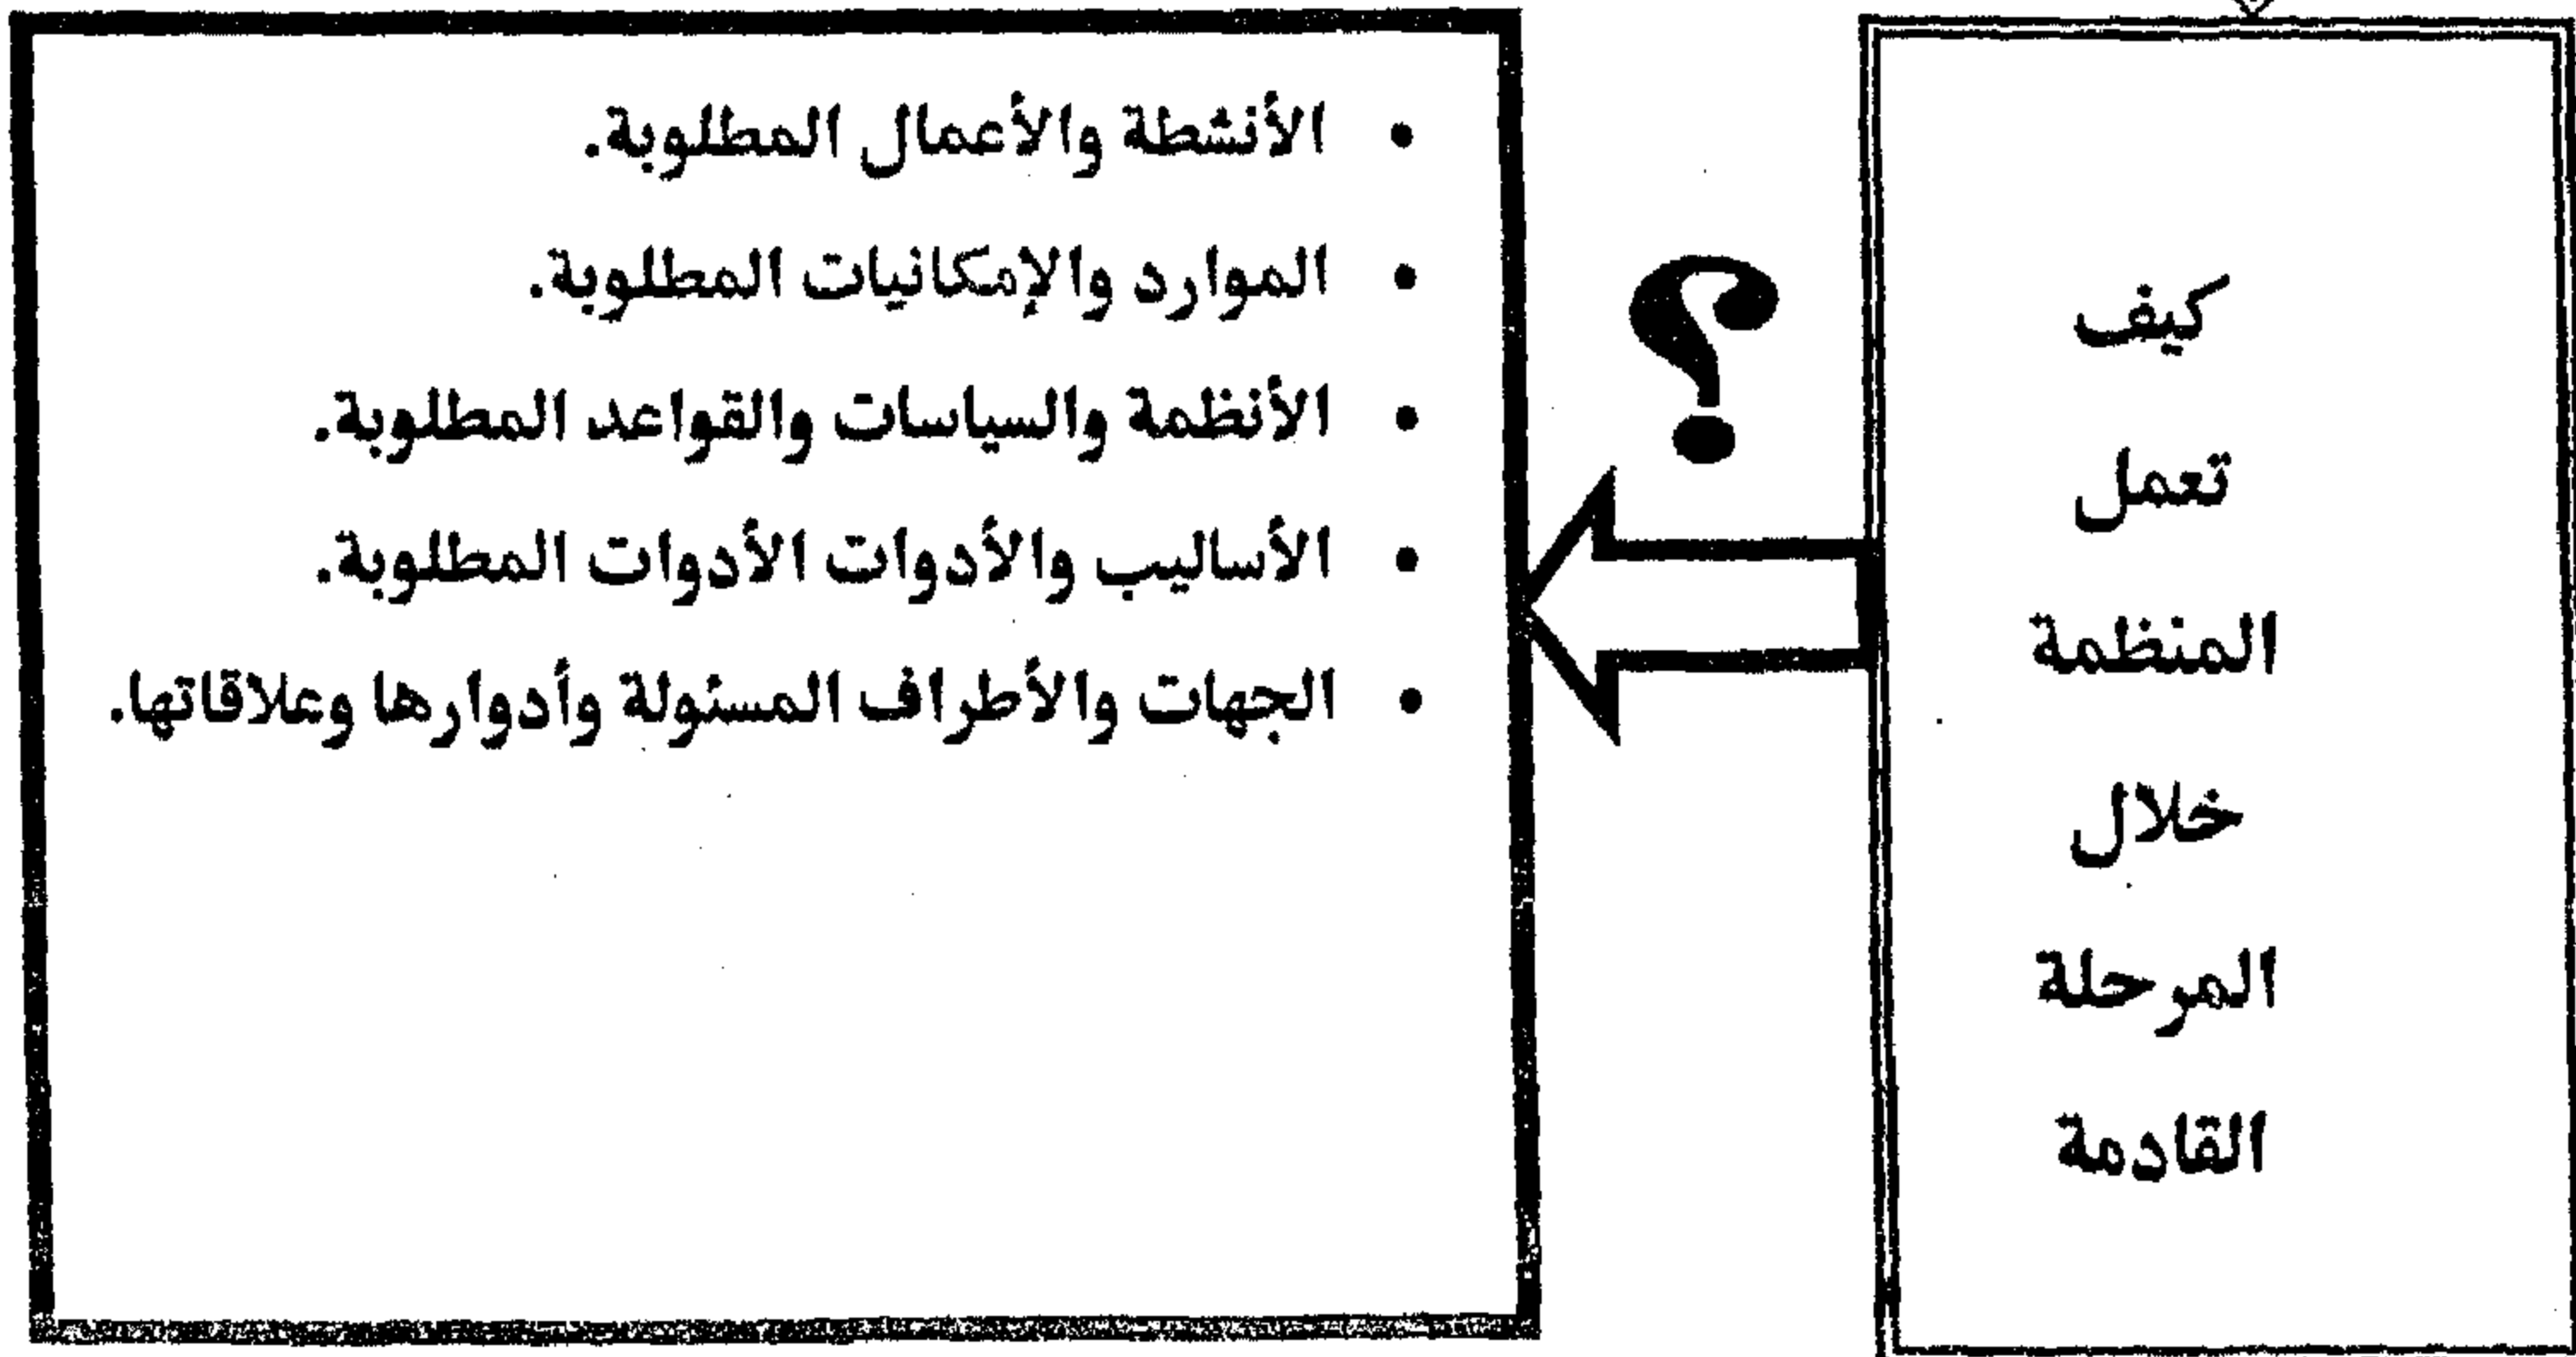 كيف
تعمل
المنظمة
خلال
المرحلة
القادمة
؟
• الأنشطة والأعمال المطلوبة.
• الموارد والإمكانيات المطلوبة.
• الأنظمة والسياسات والقواعد المطلوبة.
• الأساليب والأدوات الأدوات المطلوبة.
• الجهات والأطراف المسئولة وأدوارها وعلاقاتها.